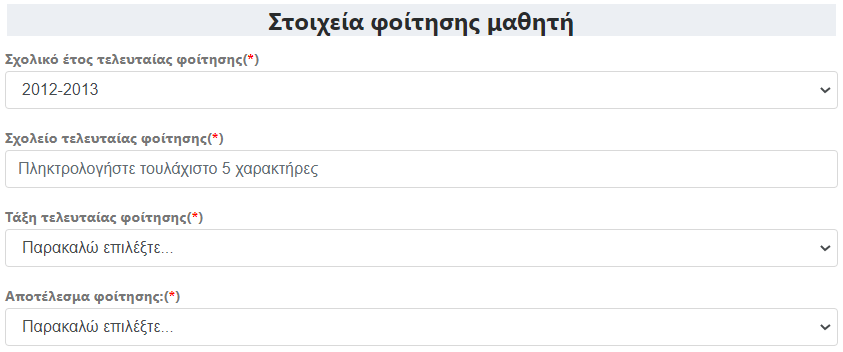 Στοιχεία φοίτησης μαθητή
Σχολικό έτος τελευταίας φοίτησης(*)
2012-2013
Σχολείο τελευταίας φοίτησης(*)
Πληκτρολογήστε τουλάχιστο 5 χαρακτήρες
Τάξη τελευταίας φοίτησης(*)
Παρακαλώ επιλέξτε...
Αποτέλεσμα φοίτησης:(*)
Παρακαλώ επιλέξτε...